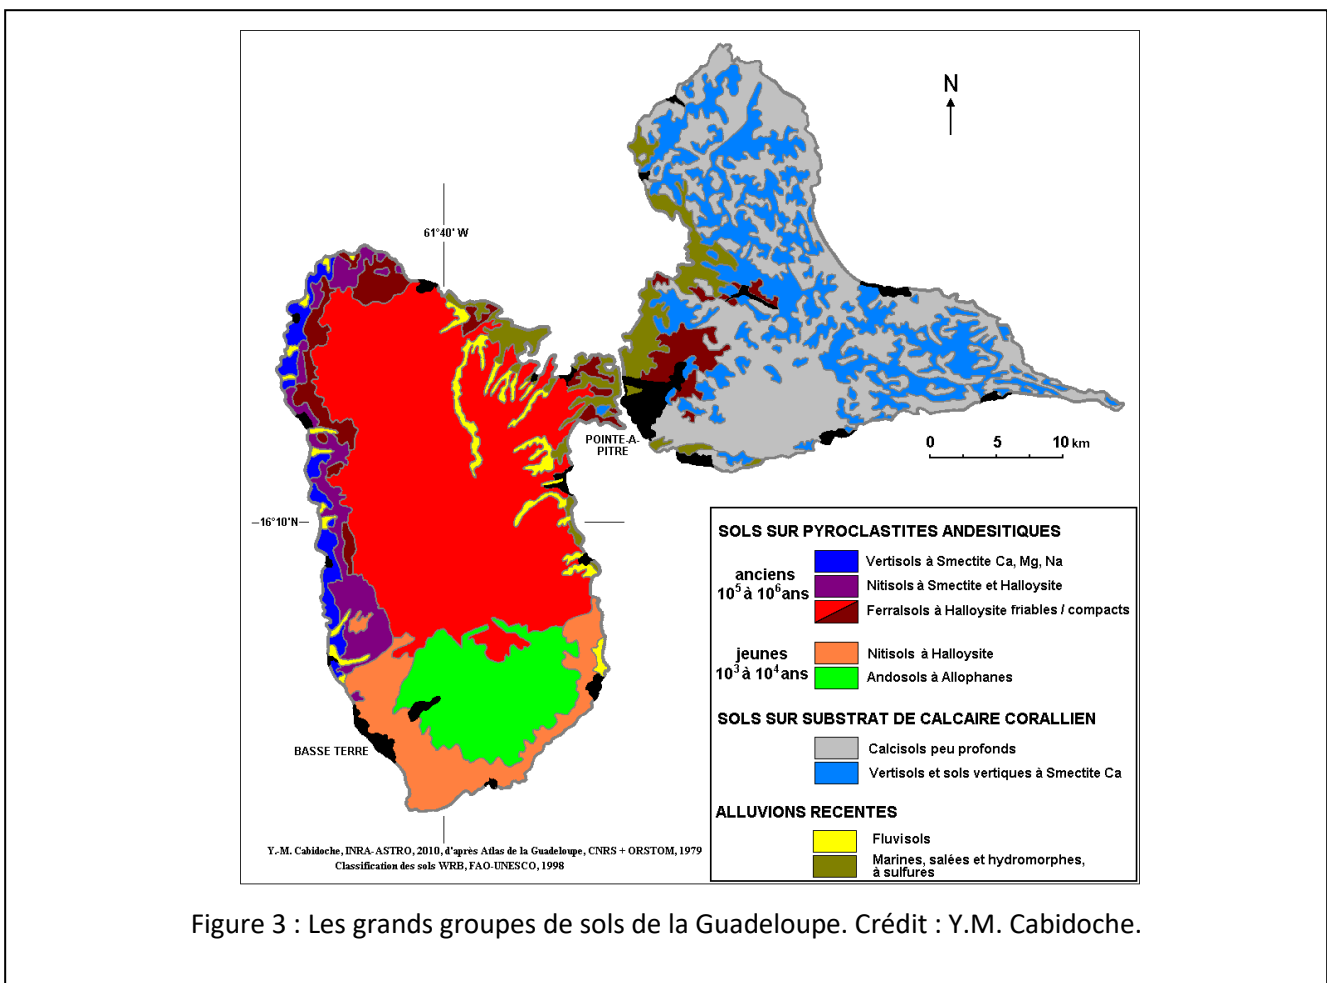 N
61°40' W
POINTE-A-
PITRE
0 5 10 km
16°10'N
BASSE TERRE
SOLS SUR PYROCLASTITES ANDESITIQUES
anciens
10⁵ à 10⁶ ans
Vertisols à Smectite Ca, Mg, Na
Nitisols à Smectite et Halloysite
Ferralsols à Halloysite friables / compacts
jeunes
10³ à 10⁴ ans
Nitisols à Halloysite
Andosols à Allophanes
SOLS SUR SUBSTRAT DE CALCAIRE CORALLIEN
Calcisols peu profonds
Vertisols et sols vertiques à Smectite Ca
ALLUVIONS RECENTES
Fluvisols
Marines, salées et hydromorphes,
à sulfures
Y.-M. Cabidoche, INRA-ASTRO, 2010, d'après Atlas de la Guadeloupe, CNRS + ORSTOM, 1979
Classification des sols WRB, FAO-UNESCO, 1998
Figure 3 : Les grands groupes de sols de la Guadeloupe. Crédit : Y.M. Cabidoche.